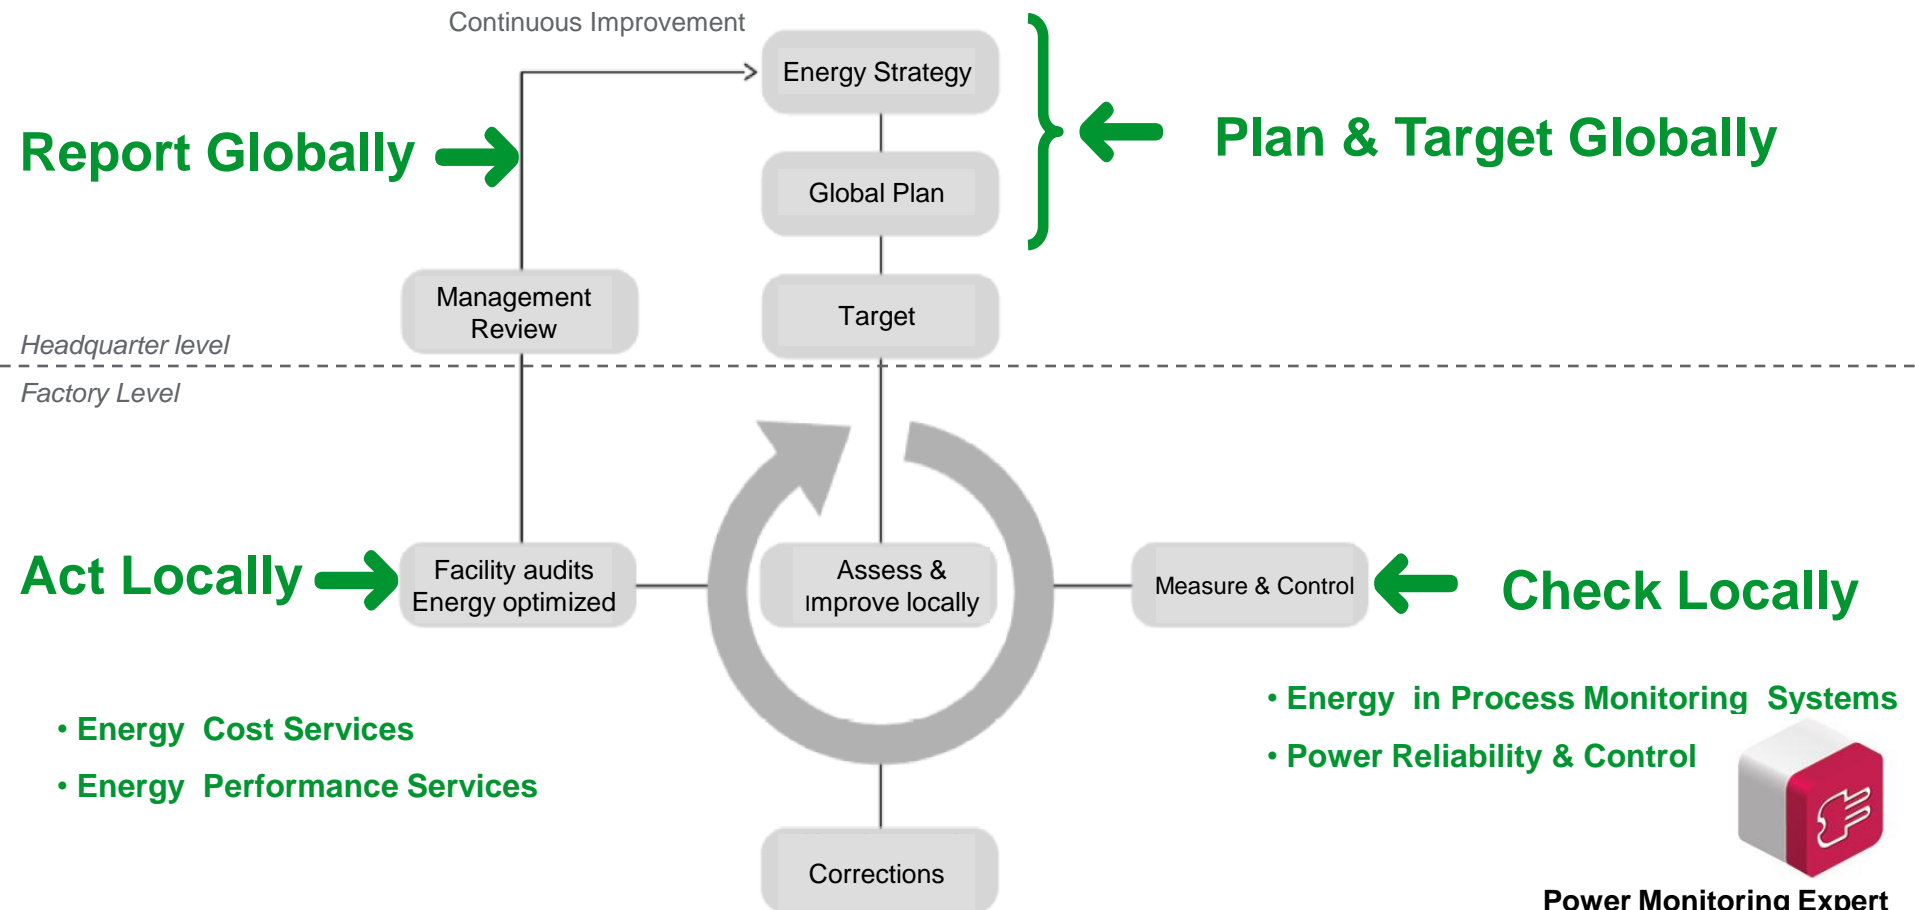 Continuous Improvement
Energy Strategy
Report Globally
Plan & Target Globally
Global Plan
Management
Review
Target
Headquarter level
Factory Level
Act Locally
Facility audits
Energy optimized
Assess &
Improve locally
Measure & Control
Check Locally
• Energy in Process Monitoring Systems
• Power Reliability & Control
• Energy Cost Services
• Energy Performance Services
Corrections
Power Monitoring Expert